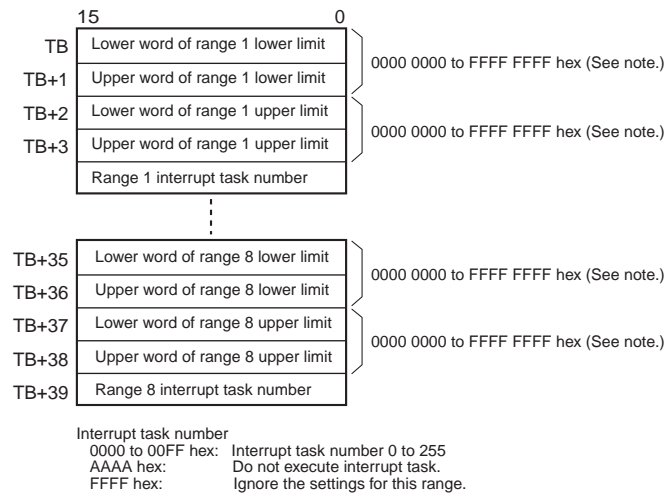 15 0
TB Lower word of range 1 lower limit
0000 0000 to FFFF FFFF hex (See note.)
TB+1 Upper word of range 1 lower limit
TB+2 Lower word of range 1 upper limit
0000 0000 to FFFF FFFF hex (See note.)
TB+3 Upper word of range 1 upper limit
Range 1 interrupt task number
TB+35 Lower word of range 8 lower limit
0000 0000 to FFFF FFFF hex (See note.)
TB+36 Upper word of range 8 lower limit
TB+37 Lower word of range 8 upper limit
0000 0000 to FFFF FFFF hex (See note.)
TB+38 Upper word of range 8 upper limit
TB+39 Range 8 interrupt task number
Interrupt task number
0000 to 00FF hex: Interrupt task number 0 to 255
AAAA hex: Do not execute interrupt task.
FFFF hex: Ignore the settings for this range.